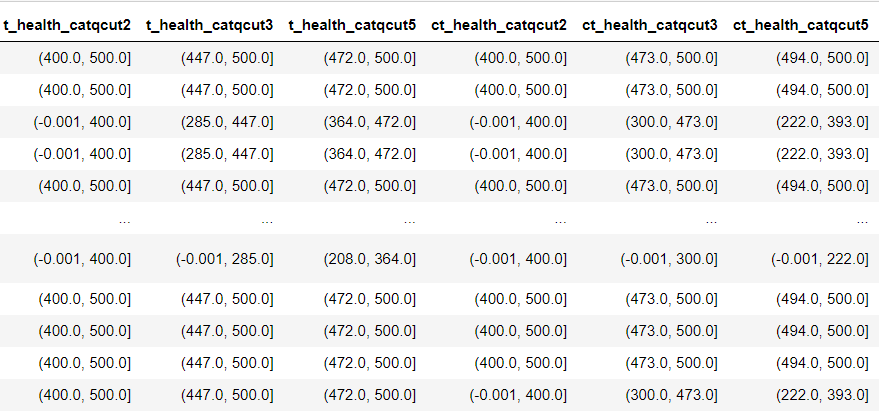 t_health_catqcut2 t_health_catqcut3 t_health_catqcut5 ct_health_catqcut2 ct_health_catqcut3 ct_health_catqcut5
(400.0, 500.0] (447.0, 500.0] (472.0, 500.0] (400.0, 500.0] (473.0, 500.0] (494.0, 500.0]
(400.0, 500.0] (447.0, 500.0] (472.0, 500.0] (400.0, 500.0] (473.0, 500.0] (494.0, 500.0]
(-0.001, 400.0] (285.0, 447.0] (364.0, 472.0] (-0.001, 400.0] (300.0, 473.0] (222.0, 393.0]
(-0.001, 400.0] (285.0, 447.0] (364.0, 472.0] (-0.001, 400.0] (300.0, 473.0] (222.0, 393.0]
(400.0, 500.0] (447.0, 500.0] (472.0, 500.0] (400.0, 500.0] (473.0, 500.0] (494.0, 500.0]
... ... ... ... ... ...
(-0.001, 400.0] (-0.001, 285.0] (208.0, 364.0] (-0.001, 400.0] (-0.001, 300.0] (-0.001, 222.0]
(400.0, 500.0] (447.0, 500.0] (472.0, 500.0] (400.0, 500.0] (473.0, 500.0] (494.0, 500.0]
(400.0, 500.0] (447.0, 500.0] (472.0, 500.0] (400.0, 500.0] (473.0, 500.0] (494.0, 500.0]
(400.0, 500.0] (447.0, 500.0] (472.0, 500.0] (400.0, 500.0] (473.0, 500.0] (494.0, 500.0]
(400.0, 500.0] (447.0, 500.0] (472.0, 500.0] (-0.001, 400.0] (300.0, 473.0] (222.0, 393.0]